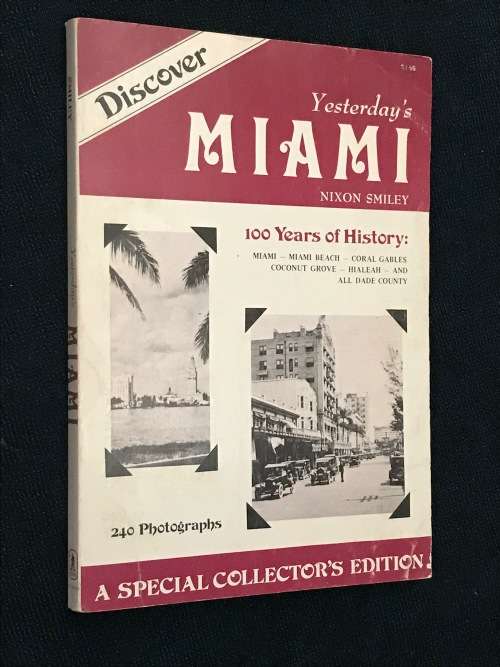 Discover
Yesterday's
MIAMI
NIXON SMILEY
100 Years of History:
MIAMI – MIAMI BEACH – CORAL GABLES
COCONUT GROVE – HIALEAH – AND
ALL DADE COUNTY
240 Photographs
A SPECIAL COLLECTOR'S EDITION
Yesterday's
MIAMI